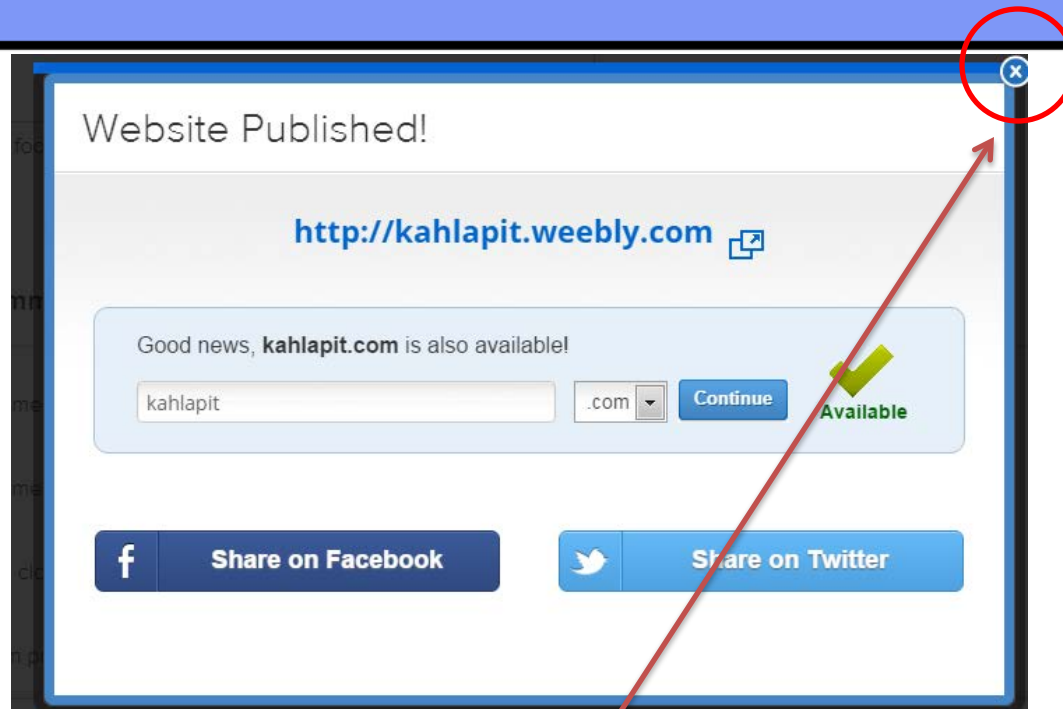 x
Website Published!
http://kahlapit.weebly.com
Good news, kahlapit.com is also available!
kahlapit .com Continue
Available
f Share on Facebook Share on Twitter